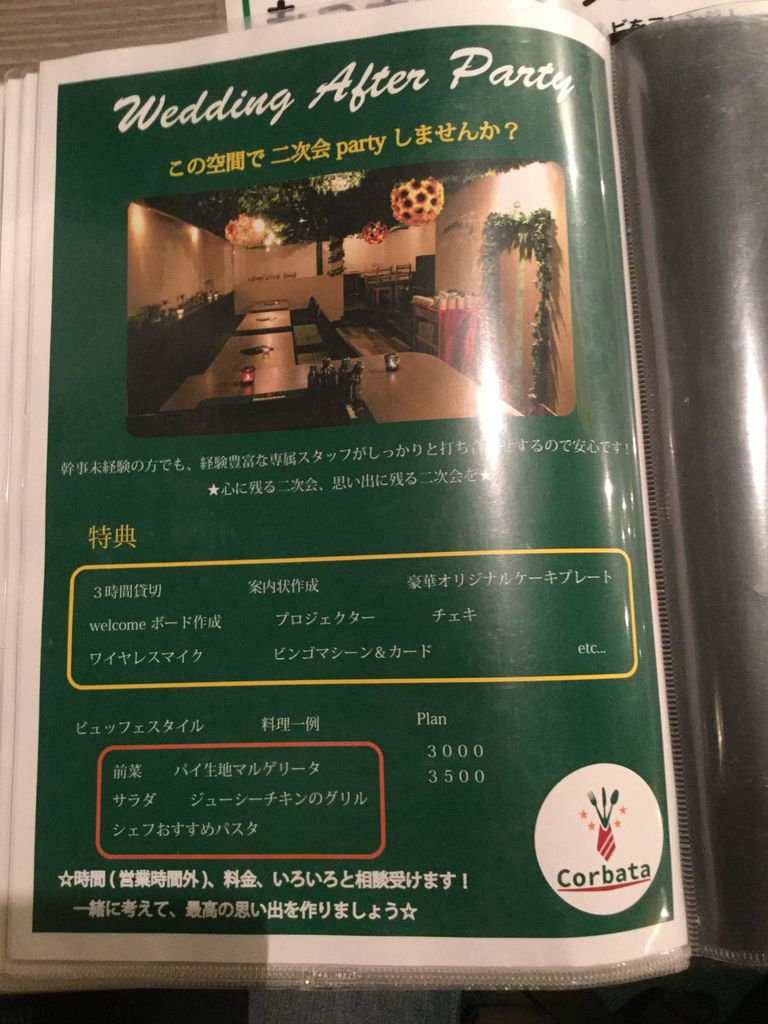 Wedding After Party
この空間で 二次会 party しませんか？
幹事未経験の方でも、経験豊富な専属スタッフがしっかりと打ち合わせするので安心です！
★心に残る二次会、思い出に残る二次会を★
特典
３時間貸切 案内状作成 豪華オリジナルケーキプレート
welcome ボード作成 プロジェクター チェキ
ワイヤレスマイク ビンゴマシーン＆カード etc...
ビュッフェスタイル 料理一例 Plan
前菜 パイ生地マルゲリータ ３０００
サラダ ジューシーチキンのグリル ３５００
シェフおすすめパスタ
☆時間 ( 営業時間外 )、料金、いろいろと相談受けます！
一緒に考えて、最高の思い出を作りましょう☆
Corbata